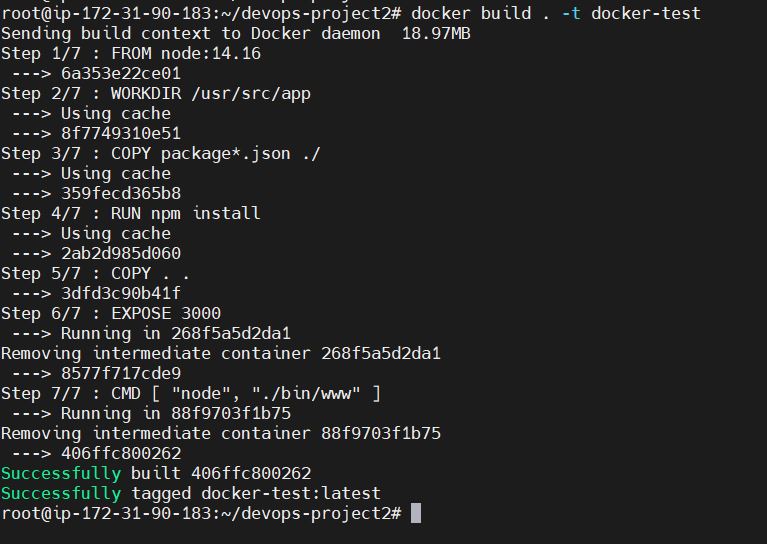 root@ip-172-31-90-183:~/devops-project2# docker build . -t docker-test
Sending build context to Docker daemon  18.97MB
Step 1/7 : FROM node:14.16
 ---> 6a353e22ce01
Step 2/7 : WORKDIR /usr/src/app
 ---> Using cache
 ---> 8f7749310e51
Step 3/7 : COPY package*.json ./
 ---> Using cache
 ---> 359fecd365b8
Step 4/7 : RUN npm install
 ---> Using cache
 ---> 2ab2d985d060
Step 5/7 : COPY . .
 ---> 3dfd3c90b41f
Step 6/7 : EXPOSE 3000
 ---> Running in 268f5a5d2da1
Removing intermediate container 268f5a5d2da1
 ---> 8577f717cde9
Step 7/7 : CMD [ "node", "./bin/www" ]
 ---> Running in 88f9703f1b75
Removing intermediate container 88f9703f1b75
 ---> 406ffc800262
Successfully built 406ffc800262
Successfully tagged docker-test:latest
root@ip-172-31-90-183:~/devops-project2#